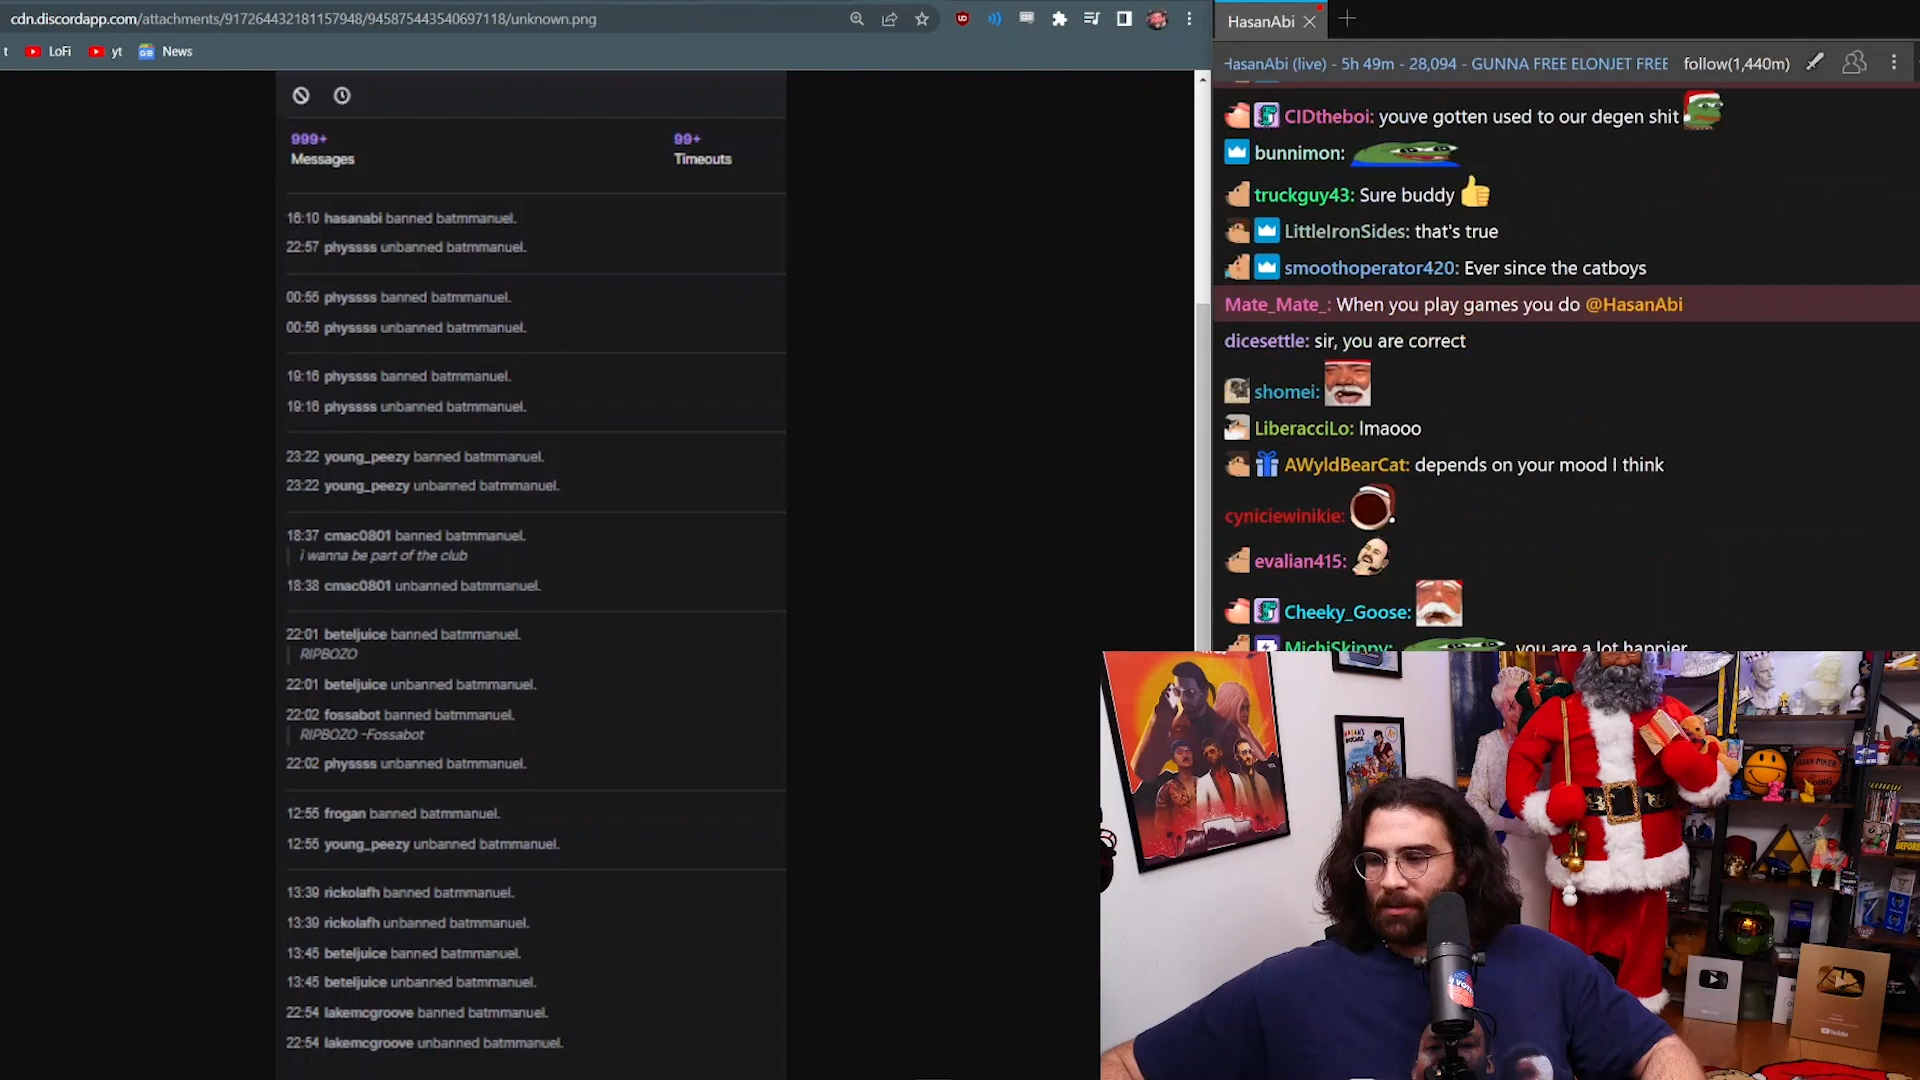 cdn.discordapp.com/attachments/917264432181157948/945875443540697118/unknown.png
t LoFi yt News
999+
Messages
99+
Timeouts
16:10 hasanabi banned batmmanuel.
22:57 physsss unbanned batmmanuel.
00:55 physsss banned batmmanuel.
00:56 physsss unbanned batmmanuel.
19:16 physsss banned batmmanuel.
19:16 physsss unbanned batmmanuel.
23:22 young_peezy banned batmmanuel.
23:22 young_peezy unbanned batmmanuel.
18:37 cmac0801 banned batmmanuel.
i wanna be part of the club
18:38 cmac0801 unbanned batmmanuel.
22:01 beteljuice banned batmmanuel.
RIPBOZO
22:01 beteljuice unbanned batmmanuel.
22:02 fossabot banned batmmanuel.
RIPBOZO -Fossabot
22:02 physsss unbanned batmmanuel.
12:55 frogan banned batmmanuel.
12:55 young_peezy unbanned batmmanuel.
13:39 rickolafh banned batmmanuel.
13:39 rickolafh unbanned batmmanuel.
13:45 beteljuice banned batmmanuel.
13:45 beteljuice unbanned batmmanuel.
22:54 lakemcgroove banned batmmanuel.
22:54 lakemcgroove unbanned batmmanuel.
HasanAbi
HasanAbi (live) - 5h 49m - 28,094 - GUNNA FREE ELONJET FREE follow(1,440m)
CIDtheboi: youve gotten used to our degen shit
bunnimon:
truckguy43: Sure buddy
LittleIronSides: that's true
smoothoperator420: Ever since the catboys
Mate_Mate_: When you play games you do @HasanAbi
dicesettle: sir, you are correct
shomei:
LiberacciLo: lmaooo
AWyldBearCat: depends on your mood I think
cyniciewinikie:
evalian415:
Cheeky_Goose:
MichiSkippy: you are a lot happier